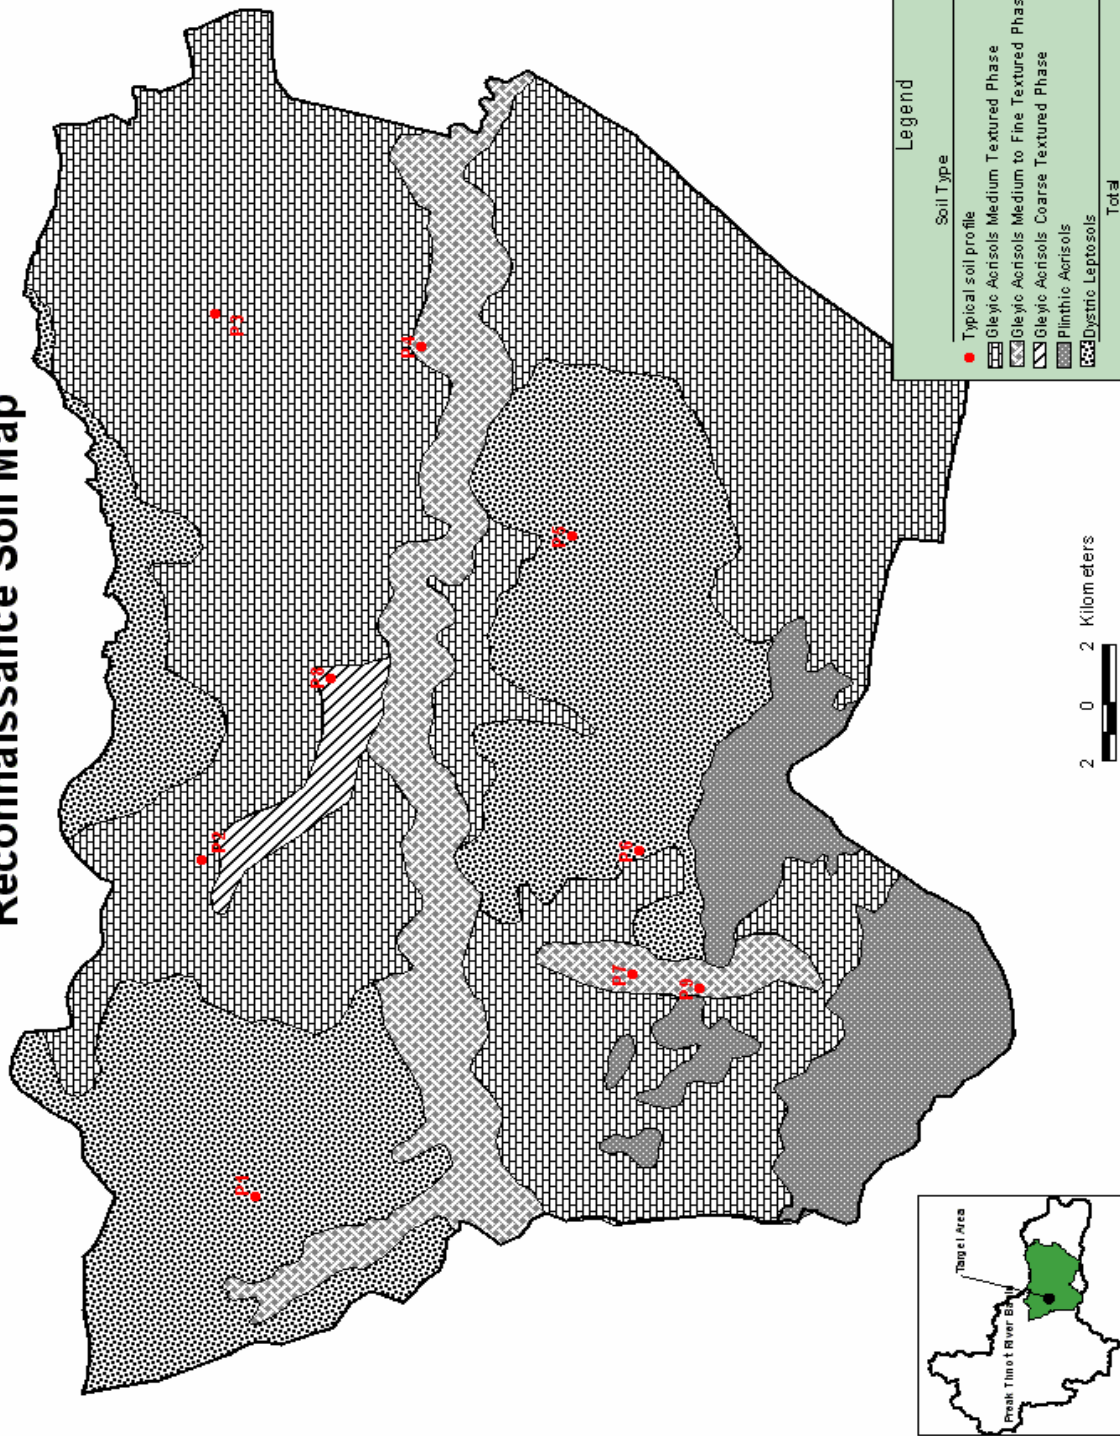 Reconnaissance Soil Map
P1
P2
P3
P4
P5
P6
P7
P8
P9
Legend
Soil Type
Typical soil profile
Gleyic Acrisols Medium Textured Phase
Gleyic Acrisols Medium to Fine Textured Phas
Gleyic Acrisols Coarse Textured Phase
Plinthic Acrisols
Dystric Leptosols
Total
2 0 2 Kilometers
Target Area
Preak Thnot River Basin